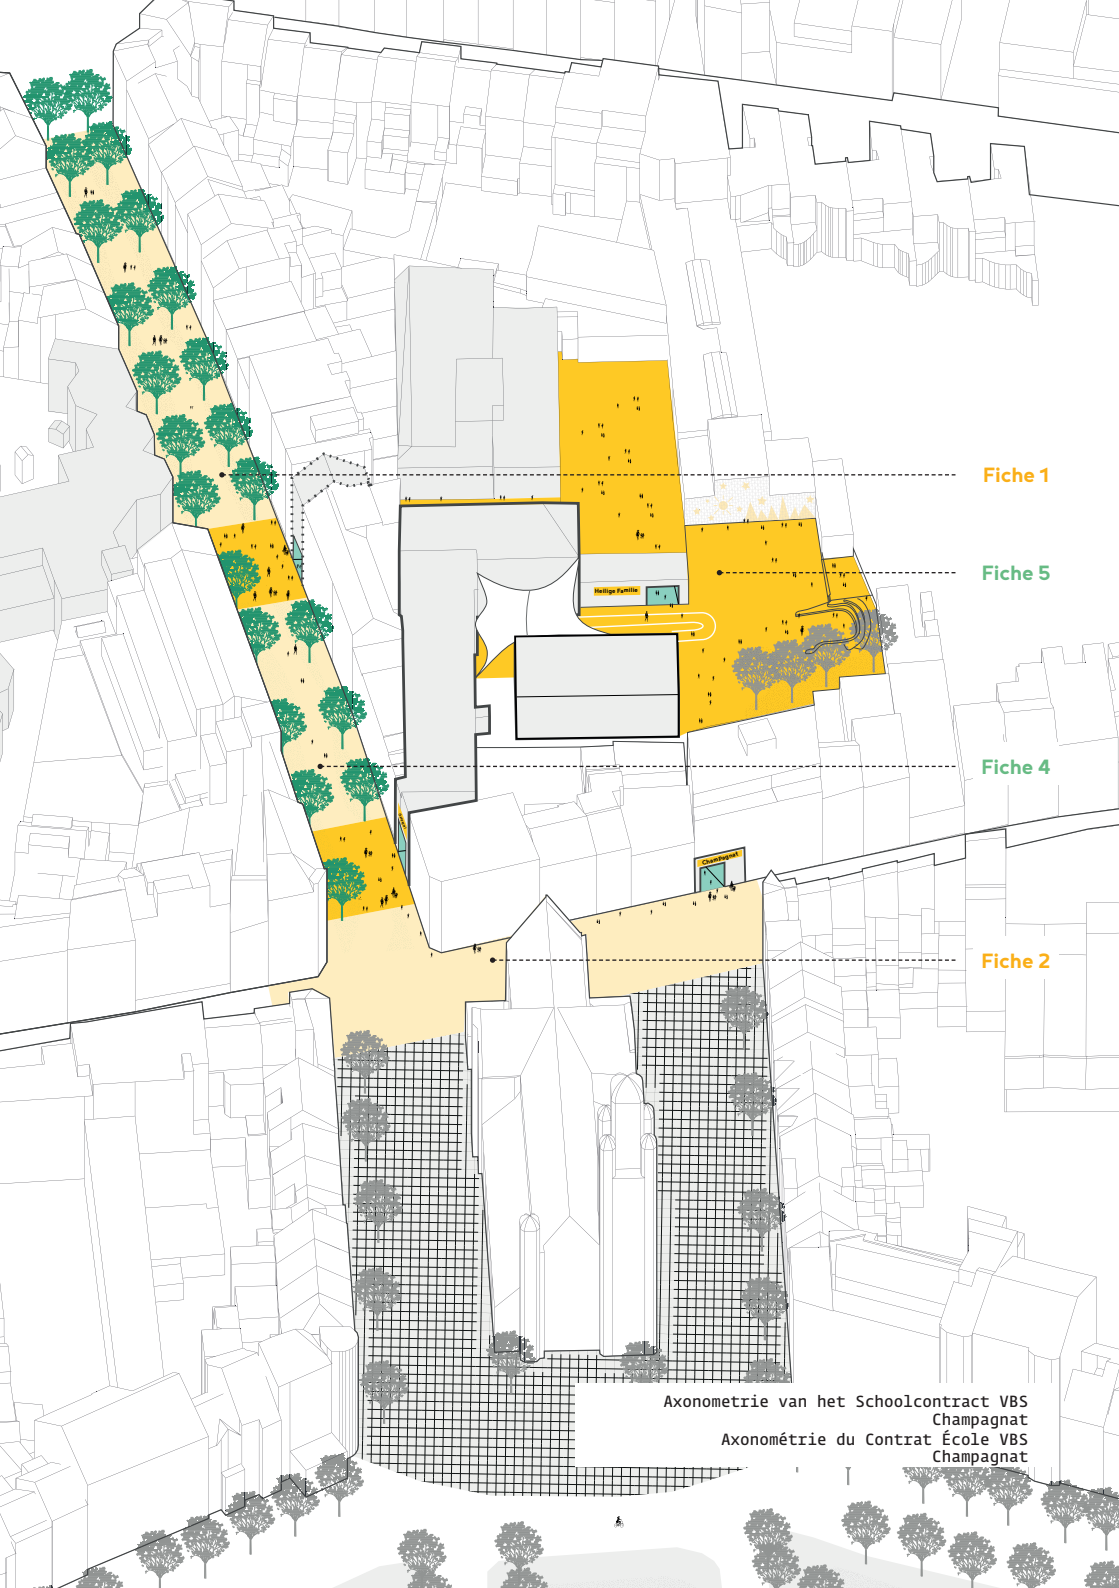 Fiche 1
Fiche 5
Heilige Familie
Fiche 4
Champagnat
Fiche 2
Axonometrie van het Schoolcontract VBS
Champagnat
Axonométrie du Contrat École VBS
Champagnat